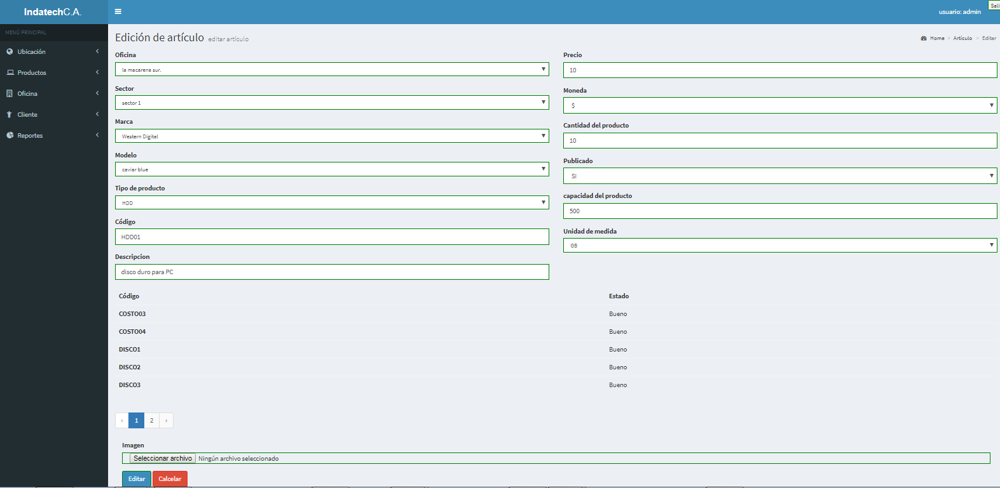 IndatechC.A.
usuario: admin
Sali
MENÚ PRINCIPAL
Ubicación
Productos
Oficina
Cliente
Reportes
Edición de artículo editar artículo
Home > Artículo > Editar
Oficina
la macarena sur.
Sector
sector 1
Marca
Western Digital
Modelo
caviar blue
Tipo de producto
HDD
Código
HDD01
Descripcion
disco duro para PC
Precio
10
Moneda
$
Cantidad del producto
10
Publicado
SI
capacidad del producto
500
Unidad de medida
GB
Código Estado
COSTO03 Bueno
COSTO04 Bueno
DISCO1 Bueno
DISCO2 Bueno
DISCO3 Bueno
‹ 1 2 ›
Imagen
Seleccionar archivo Ningún archivo seleccionado
Editar Calcelar